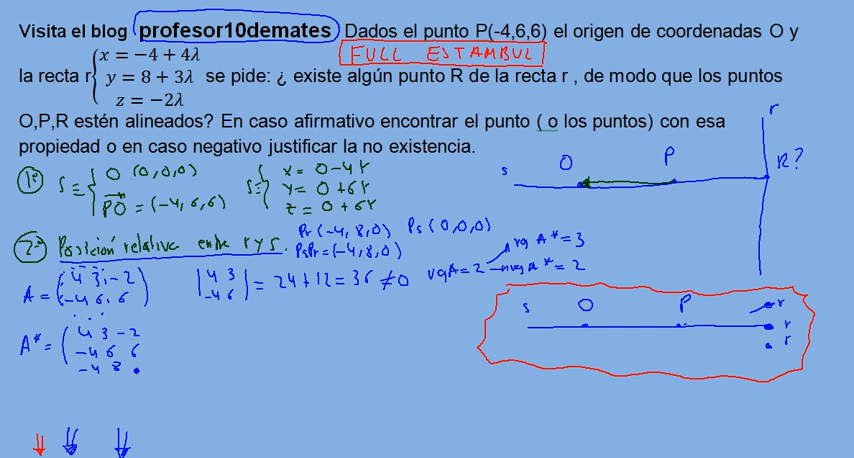 Visita el blog profesor10demates Dados el punto P(-4,6,6) el origen de coordenadas O y
FULL ESTAMBUL
la recta r { x = −4 + 4λ
y = 8 + 3λ se pide: ¿ existe algún punto R de la recta r , de modo que los puntos
z = −2λ
O,P,R estén alineados? En caso afirmativo encontrar el punto ( o los puntos) con esa
propiedad o en caso negativo justificar la no existencia.
r
s O P R?
1º S ≡ { O (0,0,0)
PO = (-4,6,6)
S ≡ { x = 0-4r
y = 0+6r
z = 0+6r
Pr(-4,8,0) Ps(0,0,0)
2º Posición relativa entre r y s. PsPr = (-4,8,0)
A = ( 4 3 -2
-4 6 6 )
| 4 3
-4 6 | = 24+12 = 36 ≠ 0 rgA = 2
rg A* = 3
rg A* = 2
A* = ( 4 3 -2
-4 6 6
-4 8
s O P r
r
r